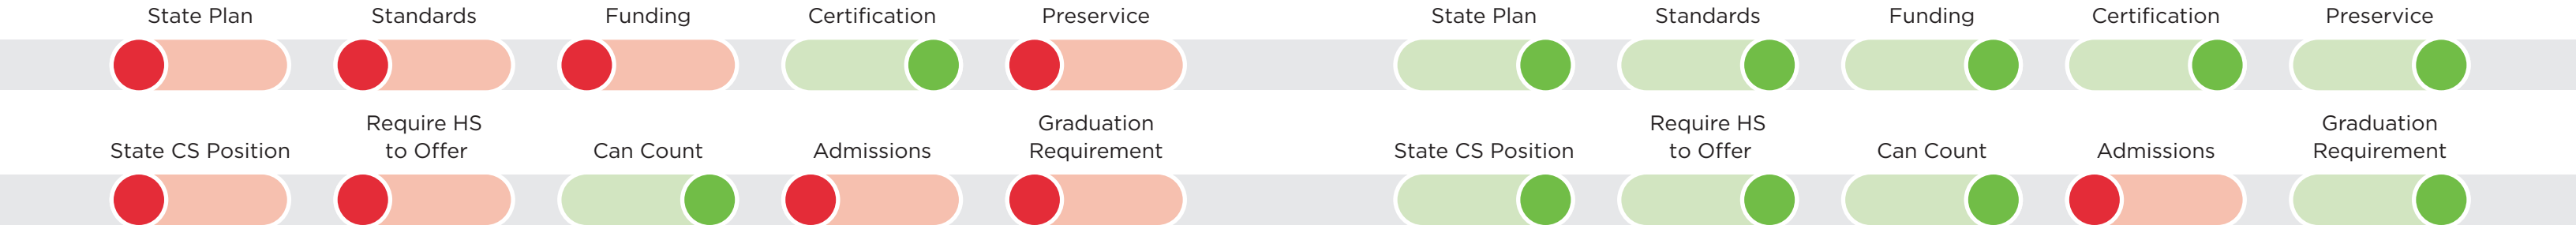 State Plan Standards Funding Certification Preservice
State CS Position
Require HS
to Offer
Can Count
Admissions
Graduation
Requirement
State Plan Standards Funding Certification Preservice
State CS Position
Require HS
to Offer
Can Count
Admissions
Graduation
Requirement